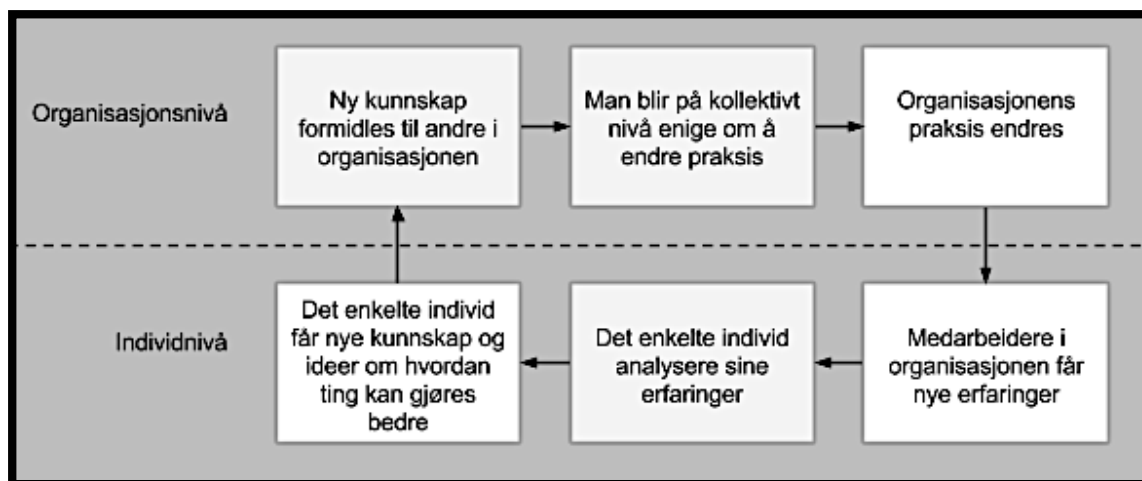 Organisasjonsnivå
Ny kunnskap
formidles til andre i
organisasjonen
Man blir på kollektivt
nivå enige om å
endre praksis
Organisasjonens
praksis endres
Individnivå
Det enkelte individ
får nye kunnskap og
ideer om hvordan
ting kan gjøres
bedre
Det enkelte individ
analysere sine
erfaringer
Medarbeidere i
organisasjonen får
nye erfaringer